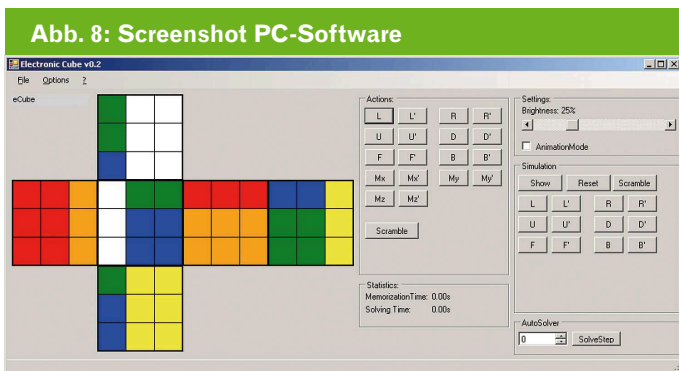 Abb. 8: Screenshot PC-Software
Electronic Cube v0.2
File Options ?
eCube
Actions:
L L' R R'
U U' D D'
F F' B B'
Mx Mx' My My'
Mz Mz'
Scramble
Statistics:
MemorizationTime: 0.00s
Solving Time: 0.00s
Settings:
Brightness: 25%
AnimationMode
Simulation
Show Reset Scramble
L L' R R'
U U' D D'
F F' B B'
AutoSolver
0 SolveStep